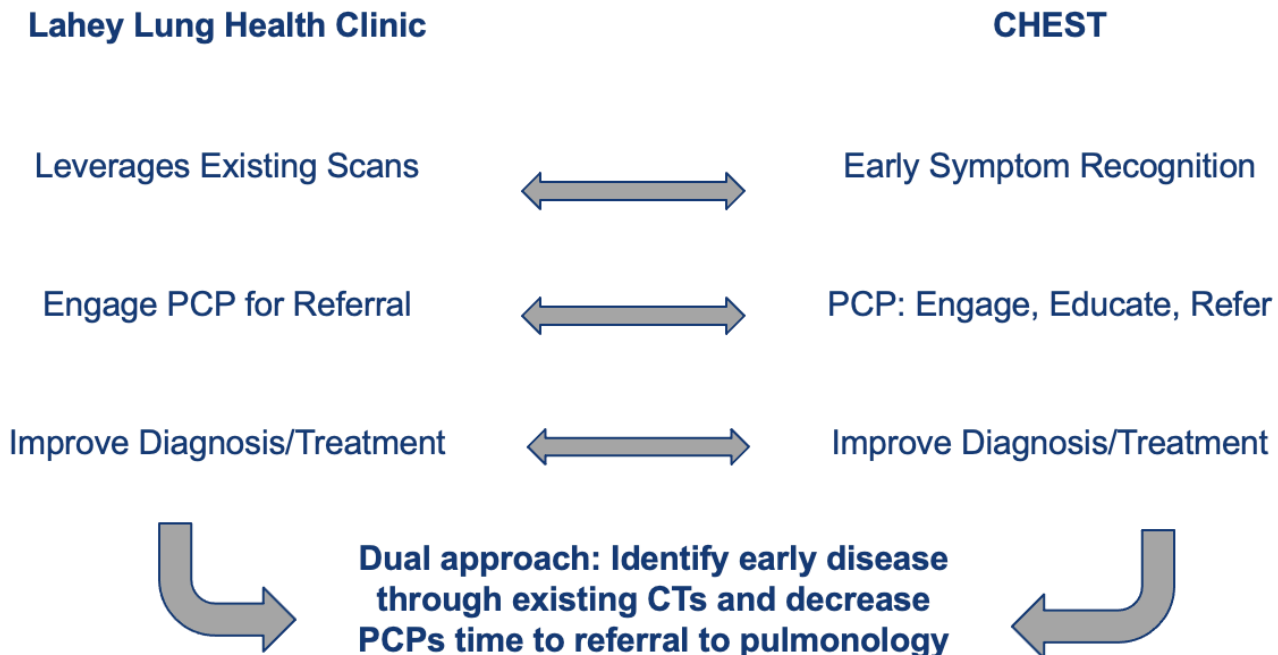 Lahey Lung Health Clinic
CHEST
Leverages Existing Scans
Early Symptom Recognition
Engage PCP for Referral
PCP: Engage, Educate, Refer
Improve Diagnosis/Treatment
Improve Diagnosis/Treatment
Dual approach: Identify early disease
through existing CTs and decrease
PCPs time to referral to pulmonology